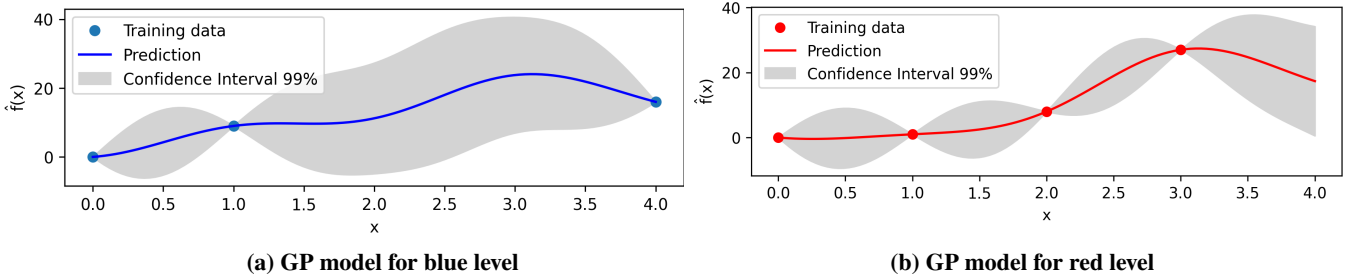 40
20
0
f̂(x)
Training data
Prediction
Confidence Interval 99%
0.0 0.5 1.0 1.5 2.0 2.5 3.0 3.5 4.0
x
(a) GP model for blue level
40
20
0
f̂(x)
Training data
Prediction
Confidence Interval 99%
0.0 0.5 1.0 1.5 2.0 2.5 3.0 3.5 4.0
x
(b) GP model for red level